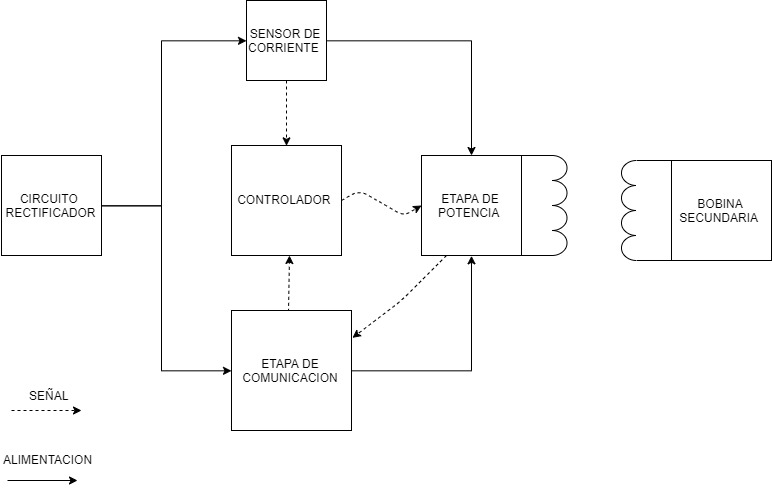 SENSOR DE
CORRIENTE
CIRCUITO
RECTIFICADOR
CONTROLADOR
ETAPA DE
POTENCIA
BOBINA
SECUNDARIA
ETAPA DE
COMUNICACION
SEÑAL
ALIMENTACION